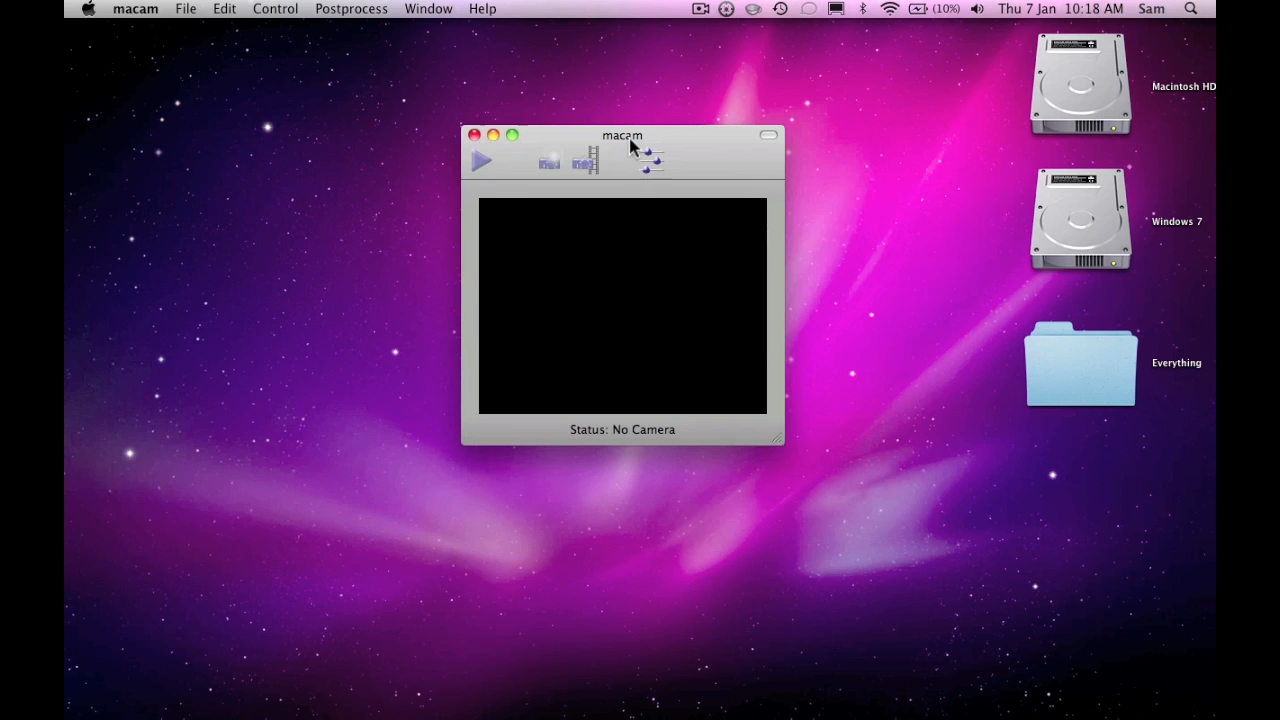 macam File Edit Control Postprocess Window Help (10%) Thu 7 Jan 10:18 AM Sam
Macintosh HD
macam
Windows 7
Everything
Status: No Camera